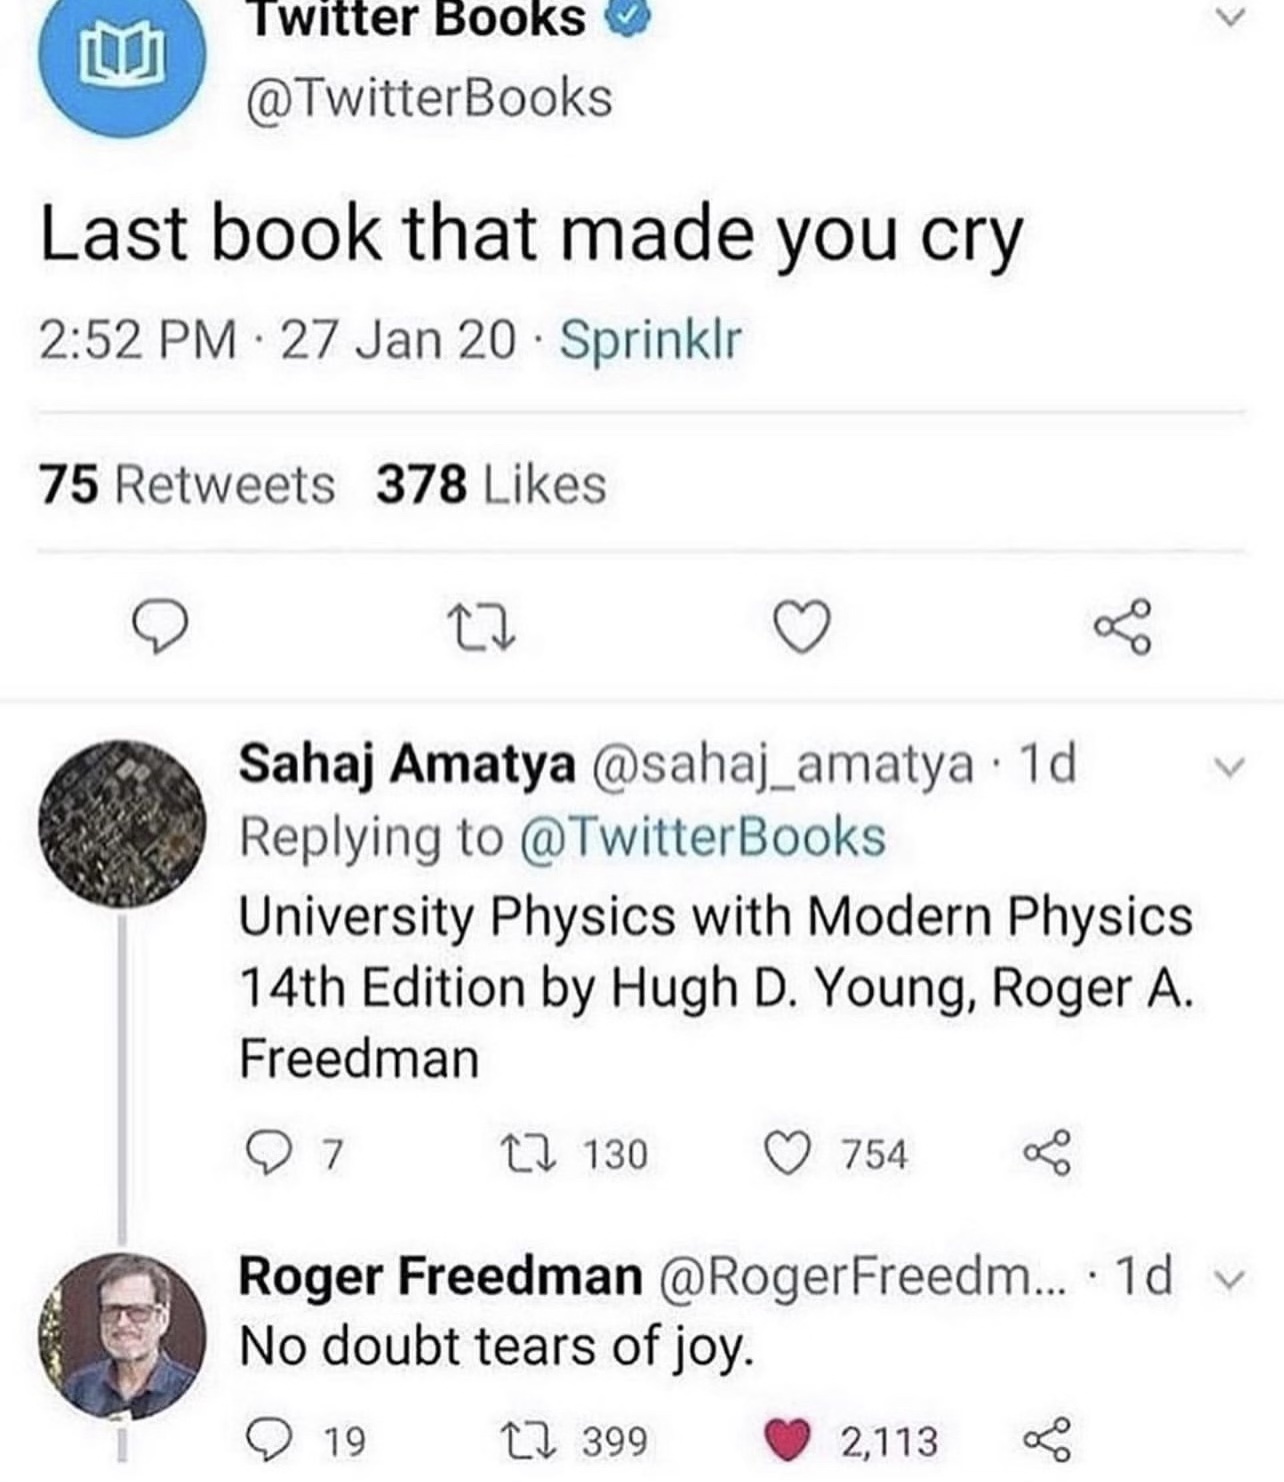 Twitter Books
@TwitterBooks
Last book that made you cry
2:52 PM · 27 Jan 20 · Sprinklr
75 Retweets 378 Likes
Sahaj Amatya @sahaj_amatya · 1d
Replying to @TwitterBooks
University Physics with Modern Physics
14th Edition by Hugh D. Young, Roger A.
Freedman
7 130 754
Roger Freedman @RogerFreedm... · 1d
No doubt tears of joy.
19 399 2,113